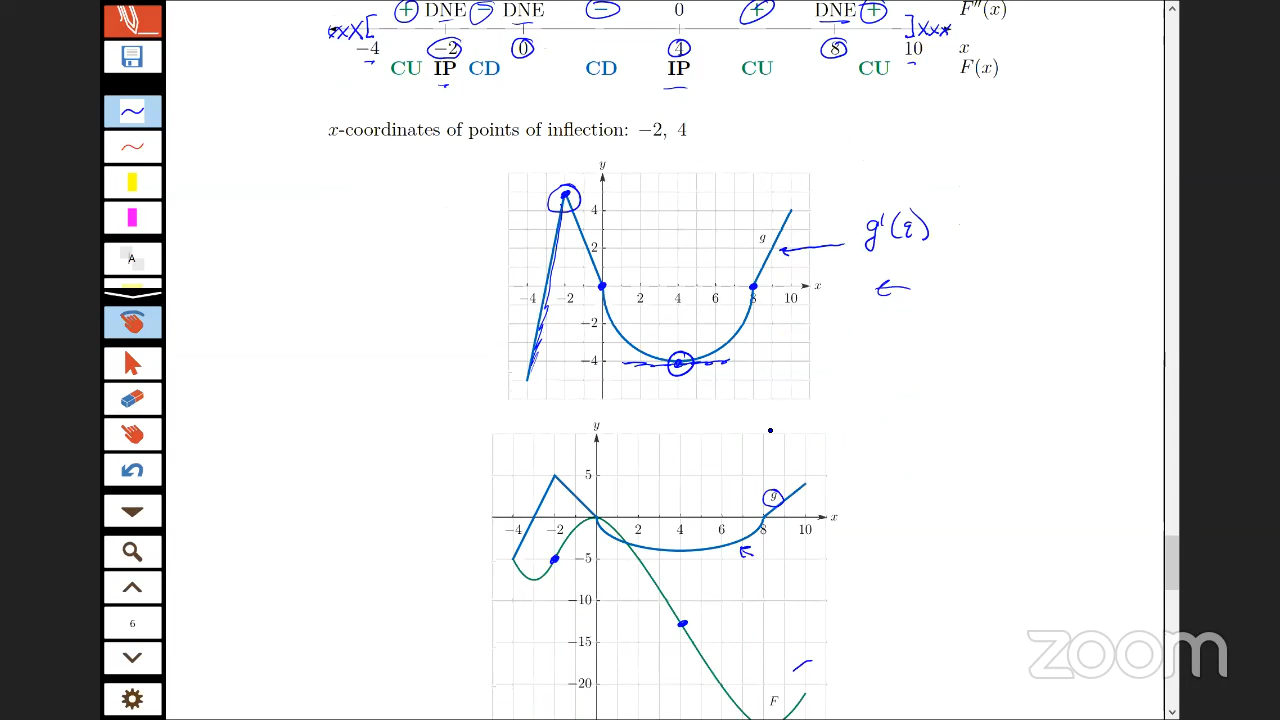 + DNE − DNE − 0 + DNE + F″(x)
xxx[ ]xxx
−4 −2 0 4 8 10 x
CU IP CD CD IP CU CU F(x)
x-coordinates of points of inflection: −2, 4
y
4
g
2
g'( )
−4 −2 2 4 6 8 10 x
−2
−4
y
5
g
−4 −2 2 4 6 8 10 x
−5
−10
−15
−20
F
A
6
zoom